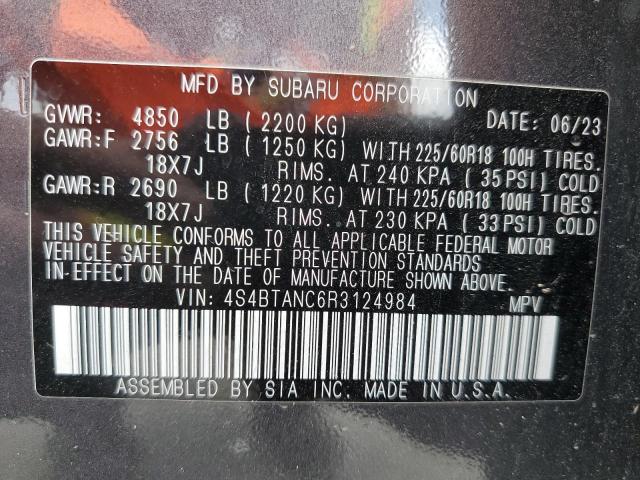 MFD BY SUBARU CORPORATION
GVWR: 4850 LB ( 2200 KG) DATE: 06/23
GAWR:F 2756 LB ( 1250 KG) WITH 225/60R18 100H TIRES.
18X7J RIMS. AT 240 KPA ( 35 PSI) COLD
GAWR:R 2690 LB ( 1220 KG) WITH 225/60R18 100H TIRES.
18X7J RIMS. AT 230 KPA ( 33 PSI) COLD
THIS VEHICLE CONFORMS TO ALL APPLICABLE FEDERAL MOTOR
VEHICLE SAFETY AND THEFT PREVENTION STANDARDS
IN-EFFECT ON THE DATE OF MANUFACTURE SHOWN ABOVE.
VIN: 4S4BTANC6R3124984 MPV
ASSEMBLED BY SIA INC. MADE IN U.S.A.